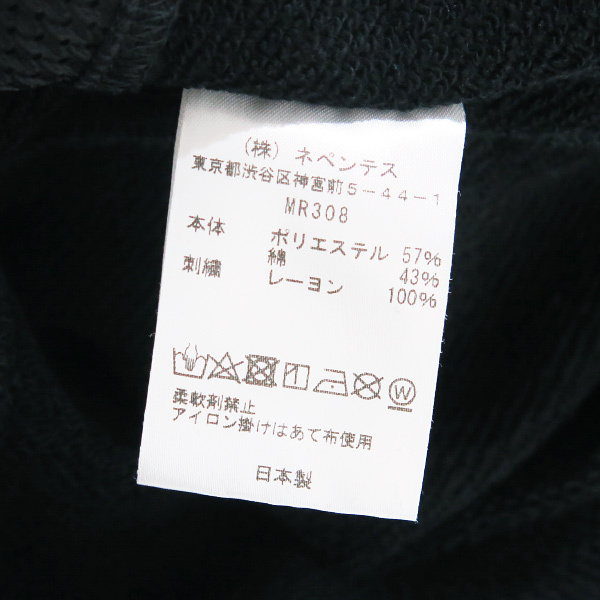 (株) ネペンテス
東京都渋谷区神宮前5-44-1
MR308
本体 ポリエステル 57%
綿 43%
刺繍 レーヨン 100%
W
柔軟剤禁止
アイロン掛けはあて布使用
日本製